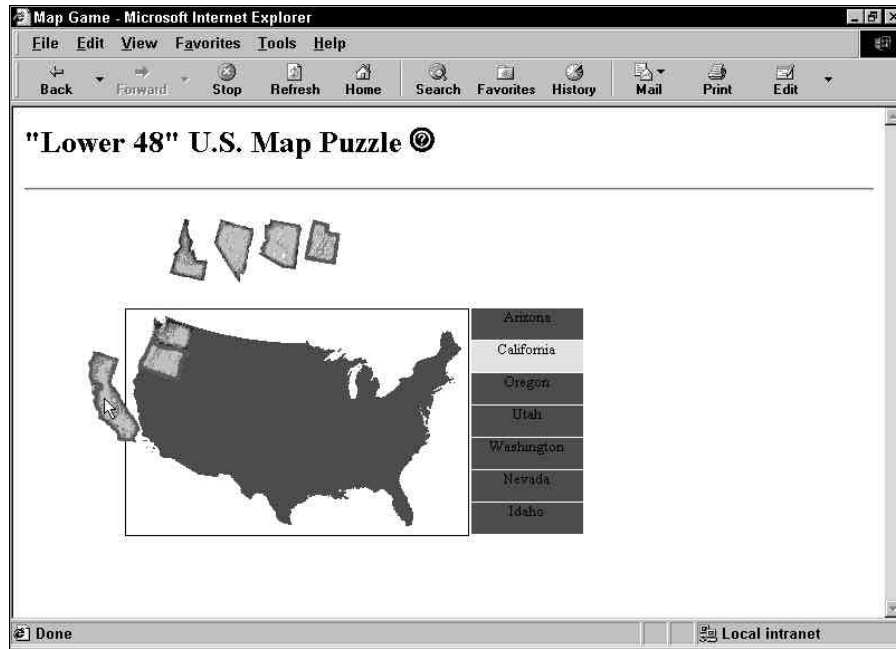 Map Game - Microsoft Internet Explorer
File Edit View Favorites Tools Help
Back Forward Stop Refresh Home Search Favorites History Mail Print Edit
"Lower 48" U.S. Map Puzzle
Arizona
California
Oregon
Utah
Washington
Nevada
Idaho
Done Local intranet